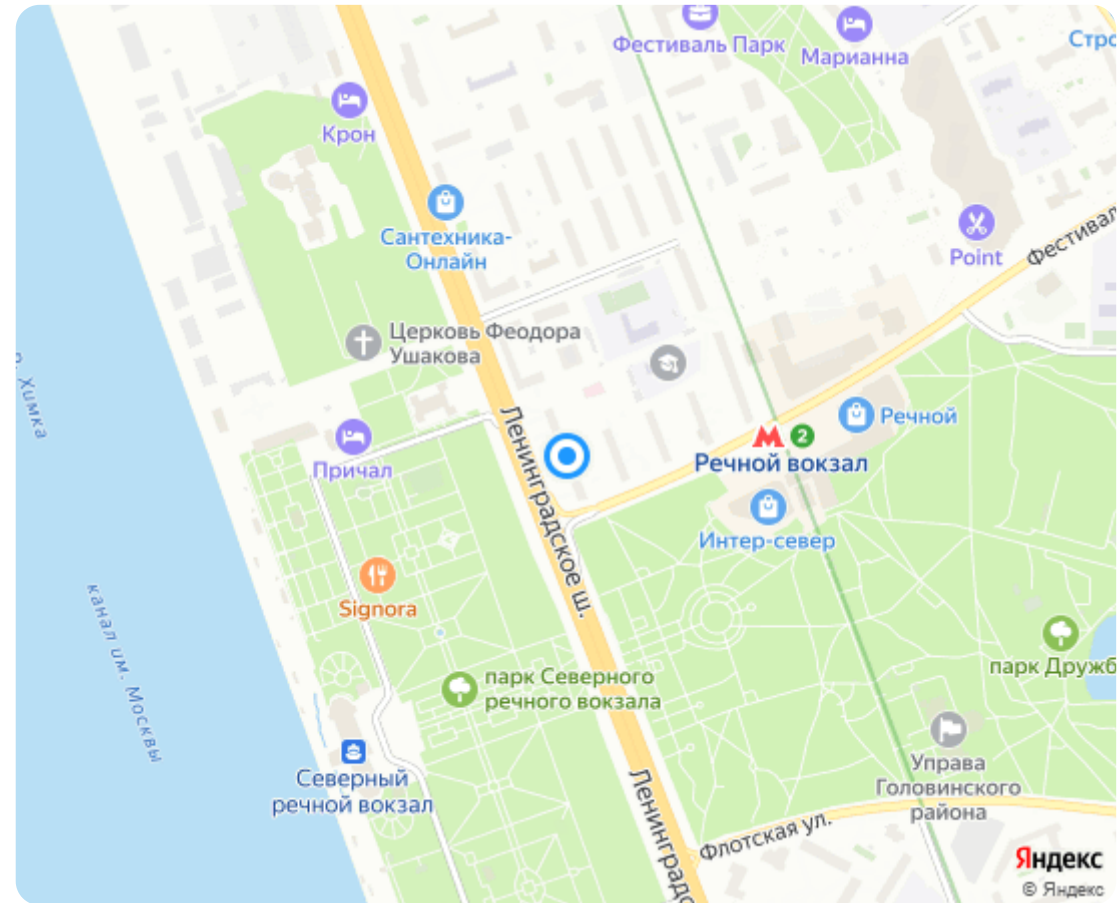 Фестиваль Парк
Марианна
Стро
Крон
Сантехника-
Онлайн
Point
Фестивал
Церковь Феодора
Ушакова
р. Химка
Причал
Ленинградское ш.
Речной
М 2
Речной вокзал
Интер-север
Signora
канал им. Москвы
парк Северного
речного вокзала
парк Дружб
Северный
речной вокзал
Управа
Головинского
района
Ленинградс
Флотская ул.
Яндекс
© Яндекс